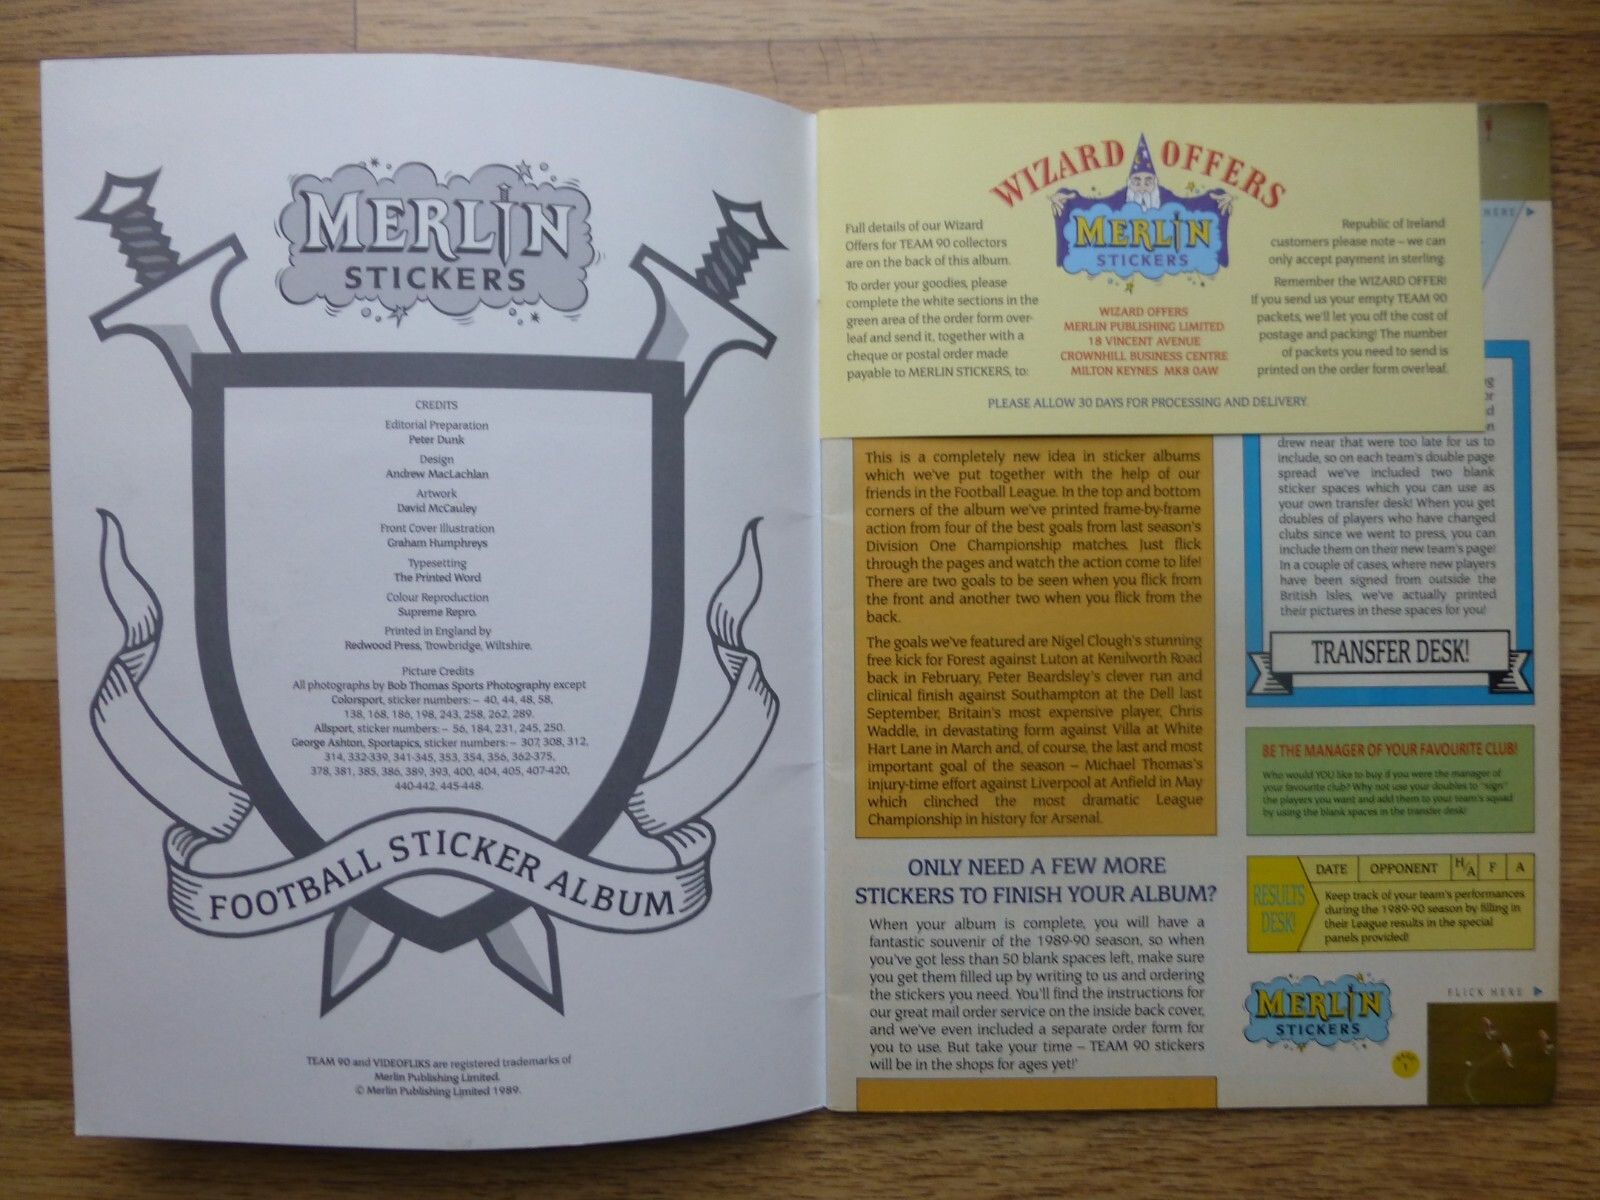 MERLIN
STICKERS
CREDITS
Editorial Preparation
Peter Dunk
Design
Andrew MacLachlan
Artwork
David McCauley
Front Cover Illustration
Graham Humphreys
Typesetting
The Printed Word
Colour Reproduction
Supreme Repro.
Printed in England by
Redwood Press, Trowbridge, Wiltshire.
Picture Credits
All photographs by Bob Thomas Sports Photography except
Colorsport, sticker numbers: – 40, 44, 48, 58,
138, 168, 186, 198, 243, 258, 262, 289.
Allsport, sticker numbers: – 56, 184, 231, 245, 250.
George Ashton, Sportapics, sticker numbers: – 307, 308, 312,
314, 332-339, 341-345, 353, 354, 356, 362-375,
378, 381, 385, 386, 389, 393, 400, 404, 405, 407-420,
440-442, 445-448.
FOOTBALL STICKER ALBUM
TEAM 90 and VIDEOFLIKS are registered trademarks of
Merlin Publishing Limited.
© Merlin Publishing Limited 1989.
WIZARD OFFERS
MERLIN
STICKERS
Full details of our Wizard
Offers for TEAM 90 collectors
are on the back of this album.
To order your goodies, please
complete the white sections in the
green area of the order form over-
leaf and send it, together with a
cheque or postal order made
payable to MERLIN STICKERS, to:
WIZARD OFFERS
MERLIN PUBLISHING LIMITED
18 VINCENT AVENUE
CROWNHILL BUSINESS CENTRE
MILTON KEYNES MK8 0AW
Republic of Ireland
customers please note – we can
only accept payment in sterling.
Remember the WIZARD OFFER!
If you send us your empty TEAM 90
packets, we'll let you off the cost of
postage and packing! The number
of packets you need to send is
printed on the order form overleaf.
PLEASE ALLOW 30 DAYS FOR PROCESSING AND DELIVERY.
This is a completely new idea in sticker albums
which we've put together with the help of our
friends in the Football League. In the top and bottom
corners of the album we've printed frame-by-frame
action from four of the best goals from last season's
Division One Championship matches. Just flick
through the pages and watch the action come to life!
There are two goals to be seen when you flick from
the front and another two when you flick from the
back.
The goals we've featured are Nigel Clough's stunning
free kick for Forest against Luton at Kenilworth Road
back in February, Peter Beardsley's clever run and
clinical finish against Southampton at the Dell last
September, Britain's most expensive player, Chris
Waddle, in devastating form against Villa at White
Hart Lane in March and, of course, the last and most
important goal of the season – Michael Thomas's
injury-time effort against Liverpool at Anfield in May
which clinched the most dramatic League
Championship in history for Arsenal.
ONLY NEED A FEW MORE
STICKERS TO FINISH YOUR ALBUM?
When your album is complete, you will have a
fantastic souvenir of the 1989-90 season, so when
you've got less than 50 blank spaces left, make sure
you get them filled up by writing to us and ordering
the stickers you need. You'll find the instructions for
our great mail order service on the inside back cover,
and we've even included a separate order form for
you to use. But take your time – TEAM 90 stickers
will be in the shops for ages yet!'
HERE
drew near that were too late for us to
include, so on each team's double page
spread we've included two blank
sticker spaces which you can use as
your own transfer desk! When you get
doubles of players who have changed
clubs since we went to press, you can
include them on their new team's page!
In a couple of cases, where new players
have been signed from outside the
British Isles, we've actually printed
their pictures in these spaces for you!
TRANSFER DESK!
BE THE MANAGER OF YOUR FAVOURITE CLUB!
Who would YOU like to buy if you were the manager of
your favourite club? Why not use your doubles to "sign"
the players you want and add them to your team's squad
by using the blank spaces in the transfer desk!
RESULTS
DESK!
DATE OPPONENT H/A F A
Keep track of your team's performances
during the 1989-90 season by filling in
their League results in the special
panels provided!
MERLIN
STICKERS
FLICK HERE
PAGE
1